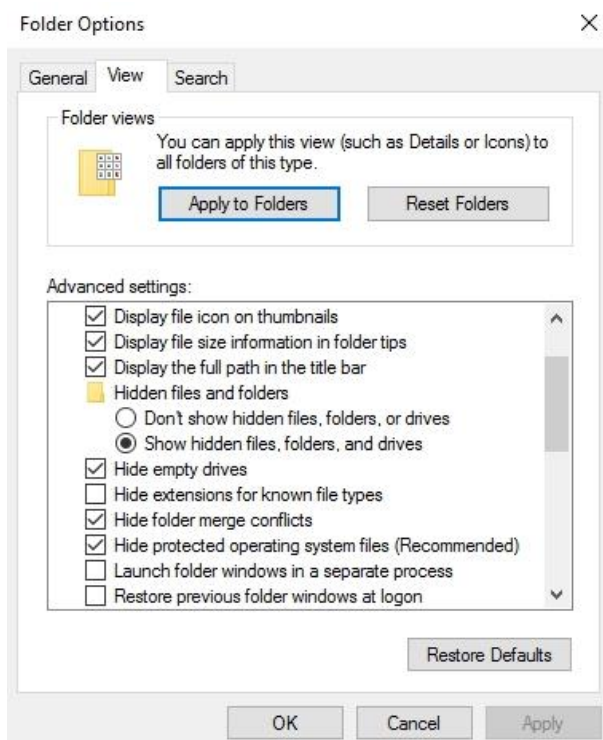 Folder Options
General View Search
Folder views
You can apply this view (such as Details or Icons) to
all folders of this type.
Apply to Folders Reset Folders
Advanced settings:
Display file icon on thumbnails
Display file size information in folder tips
Display the full path in the title bar
Hidden files and folders
Don't show hidden files, folders, or drives
Show hidden files, folders, and drives
Hide empty drives
Hide extensions for known file types
Hide folder merge conflicts
Hide protected operating system files (Recommended)
Launch folder windows in a separate process
Restore previous folder windows at logon
Restore Defaults
OK Cancel Apply